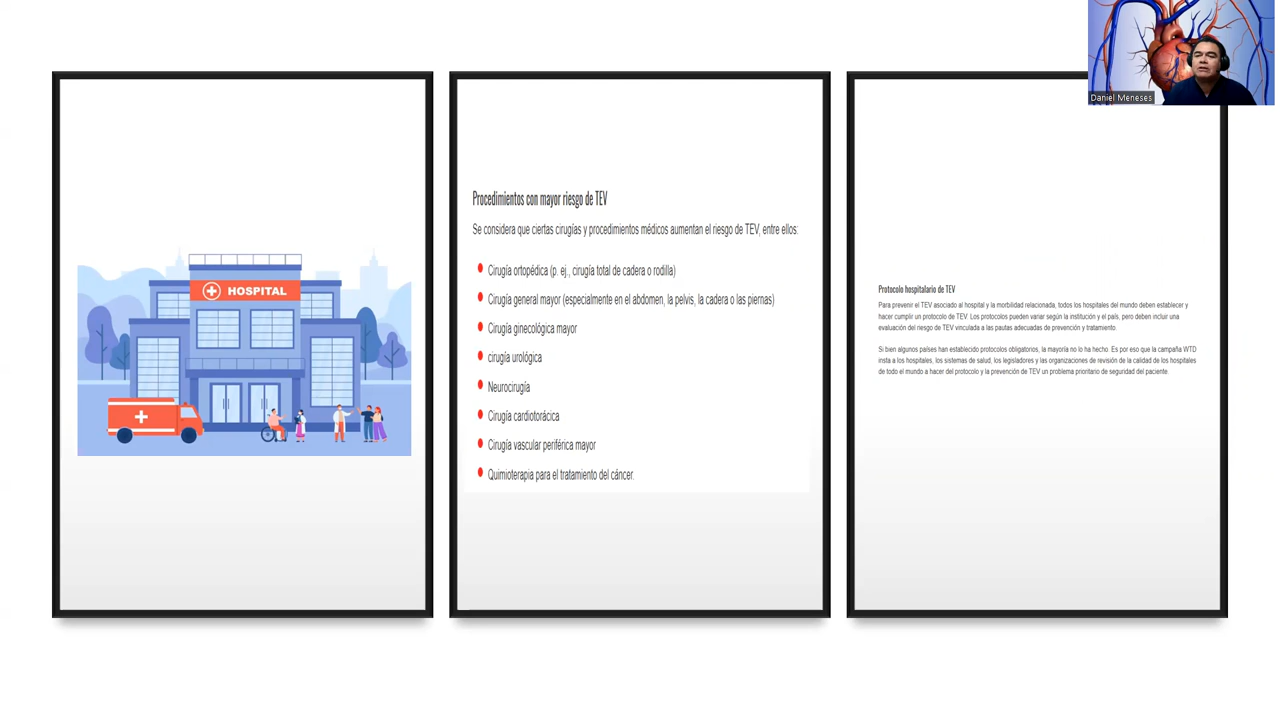 HOSPITAL
Procedimientos con mayor riesgo de TEV
Se considera que ciertas cirugías y procedimientos médicos aumentan el riesgo de TEV, entre ellos:
Cirugía ortopédica (p. ej., cirugía total de cadera o rodilla)
Cirugía general mayor (especialmente en el abdomen, la pelvis, la cadera o las piernas)
Cirugía ginecológica mayor
cirugía urológica
Neurocirugía
Cirugía cardiotorácica
Cirugía vascular periférica mayor
Quimioterapia para el tratamiento del cáncer.
Protocolo hospitalario de TEV
Para prevenir el TEV asociado al hospital y la morbilidad relacionada, todos los hospitales del mundo deben establecer y
hacer cumplir un protocolo de TEV. Los protocolos pueden variar según la institución y el país, pero deben incluir una
evaluación del riesgo de TEV vinculada a las pautas adecuadas de prevención y tratamiento.
Si bien algunos países han establecido protocolos obligatorios, la mayoría no lo ha hecho. Es por eso que la campaña WTD
insta a los hospitales, los sistemas de salud, los legisladores y las organizaciones de revisión de la calidad de los hospitales
de todo el mundo a hacer del protocolo y la prevención de TEV un problema prioritario de seguridad del paciente.
Daniel Meneses